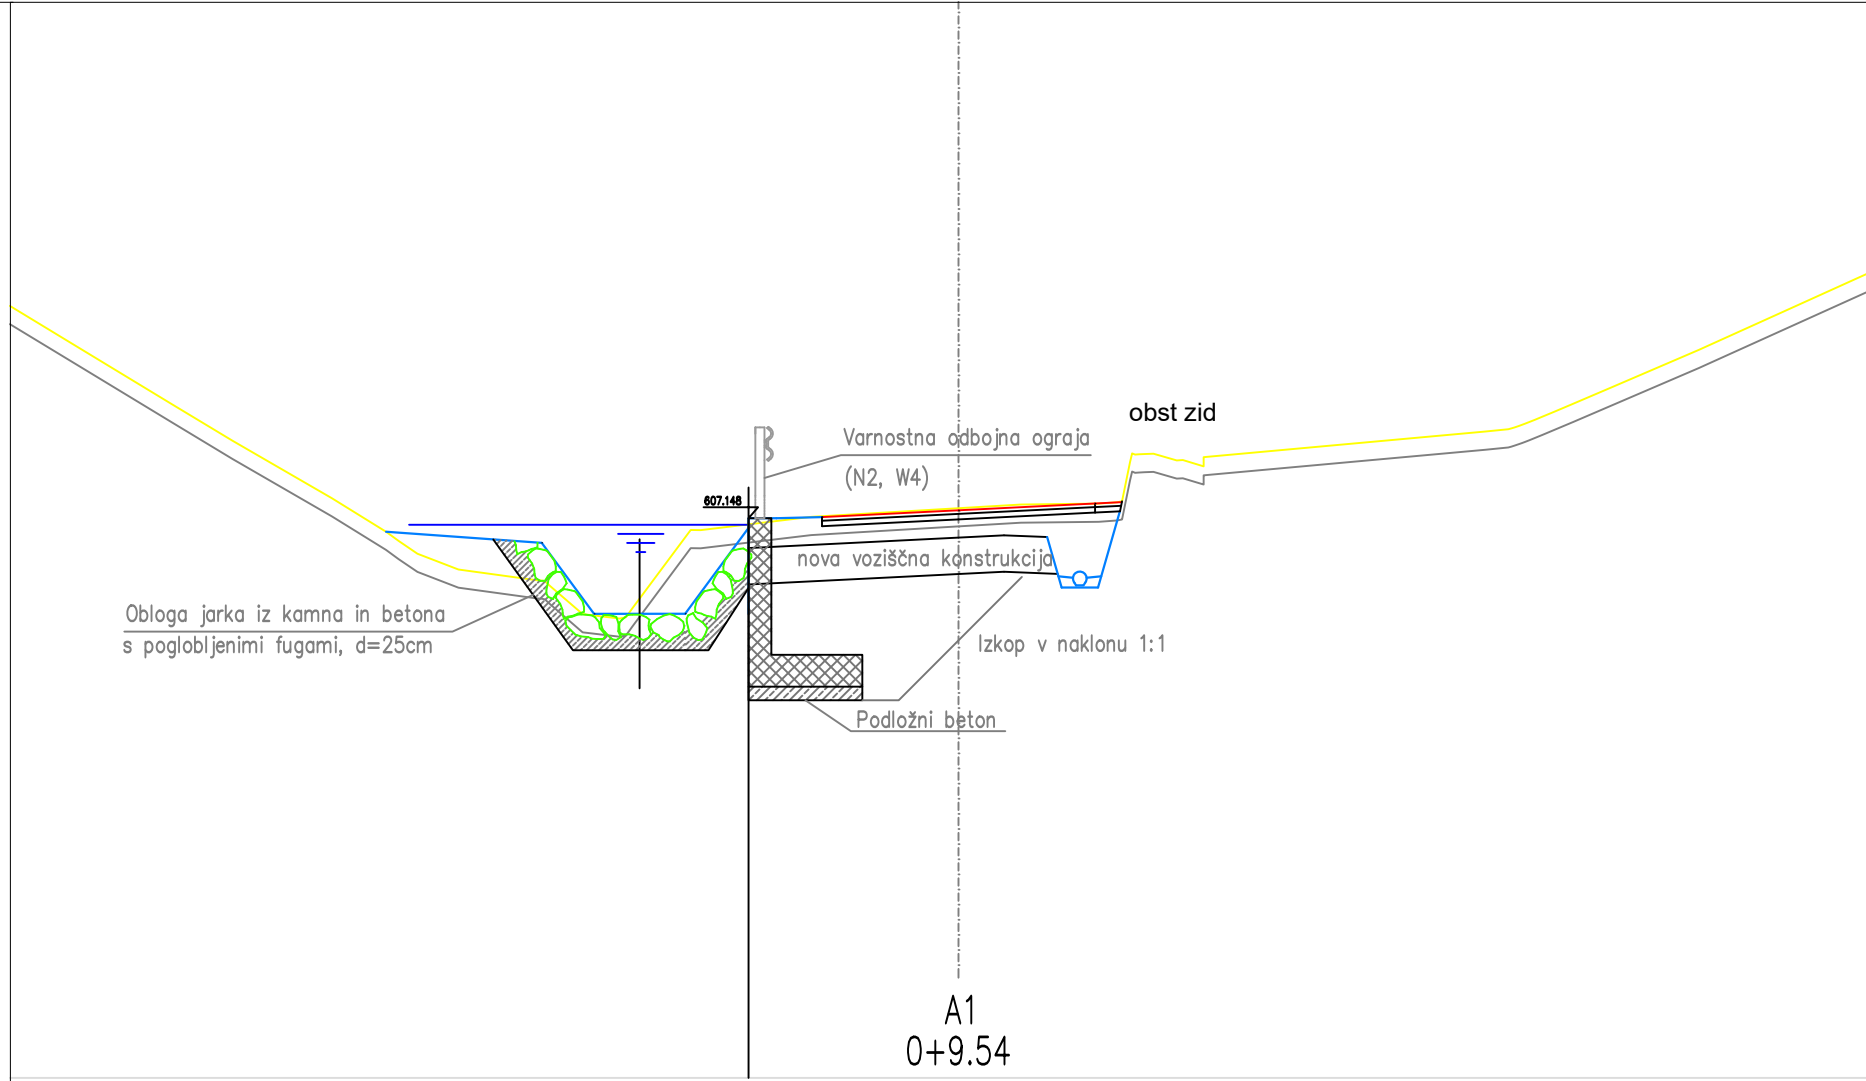 obst zid
Varnostna odbojna ograja
(N2, W4)
607.148
nova voziščna konstrukcija
Obloga jarka iz kamna in betona
s poglobljenimi fugami, d=25cm
Izkop v naklonu 1:1
Podložni beton
A1
0+9.54